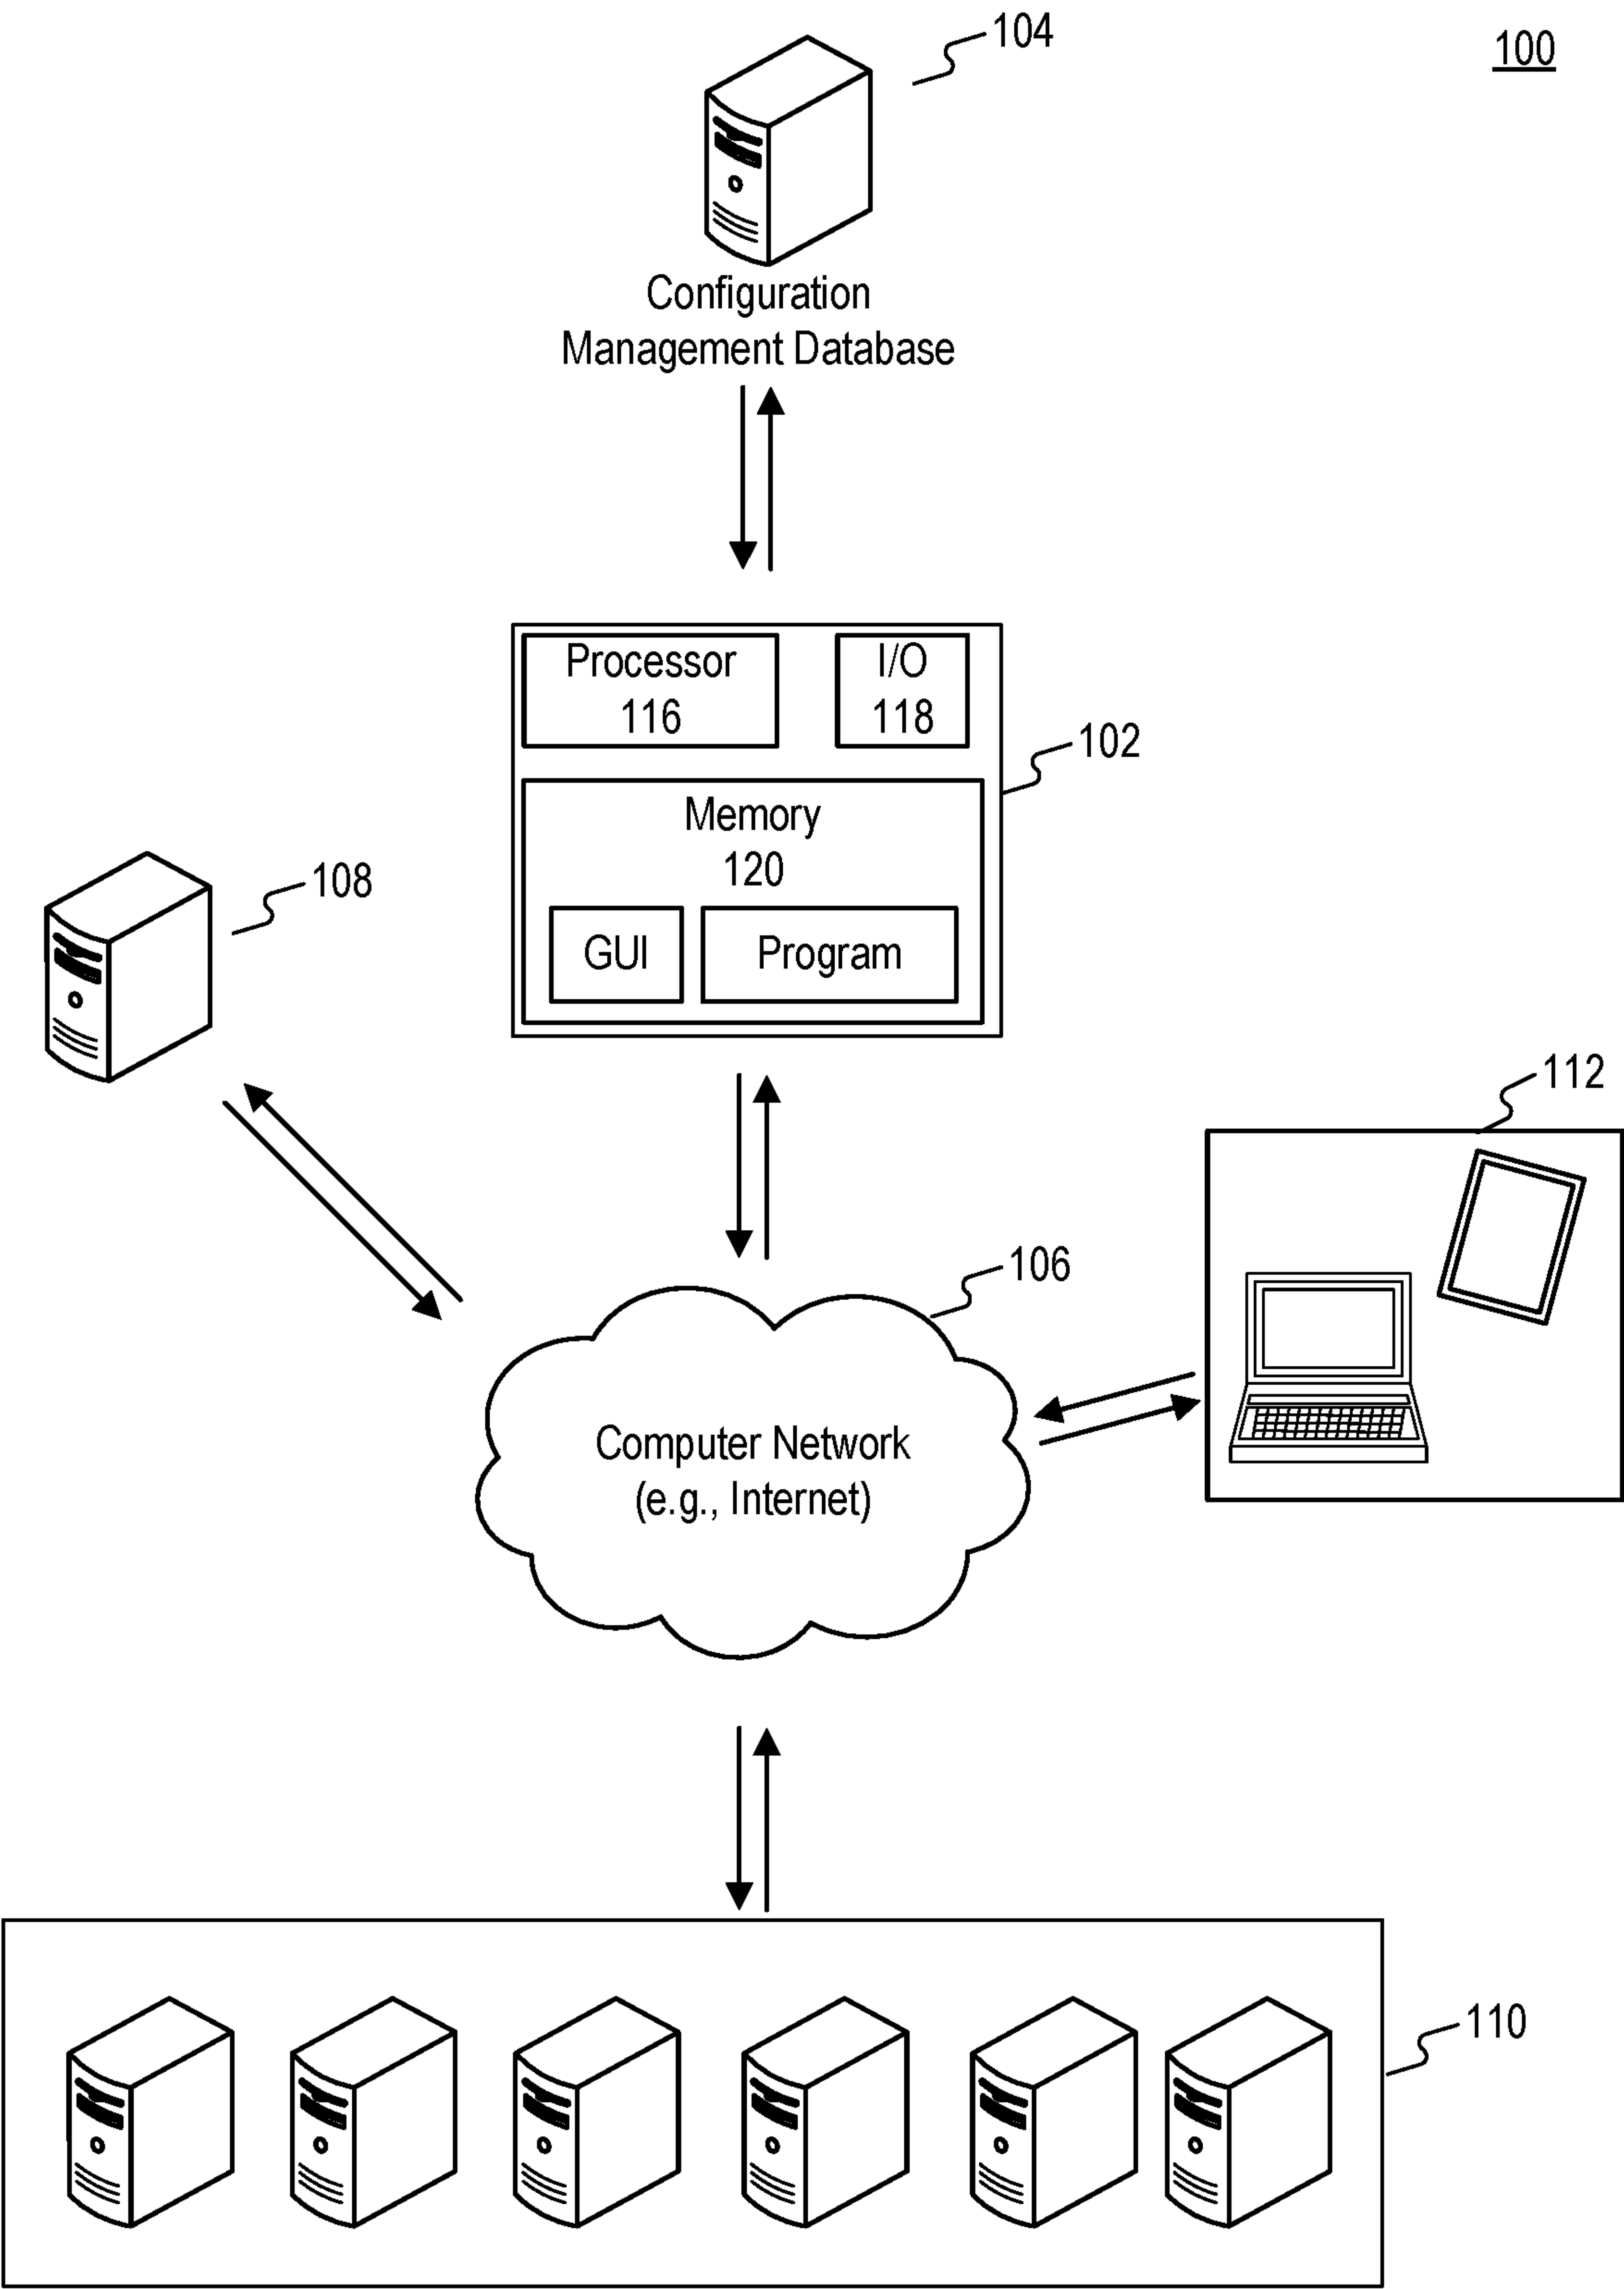 104
100
Configuration
Management Database
Processor
116
I/O
118
102
Memory
120
108
GUI
Program
112
106
Computer Network
(e.g., Internet)
110